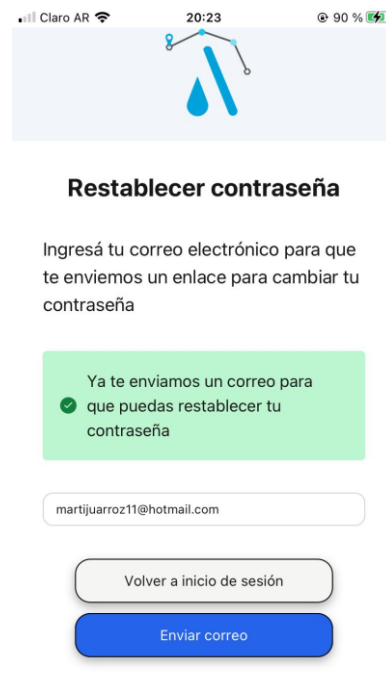 Claro AR
20:23
90 %
Restablecer contraseña
Ingresá tu correo electrónico para que
te enviemos un enlace para cambiar tu
contraseña
Ya te enviamos un correo para
que puedas restablecer tu
contraseña
martijuarroz11@hotmail.com
Volver a inicio de sesión
Enviar correo